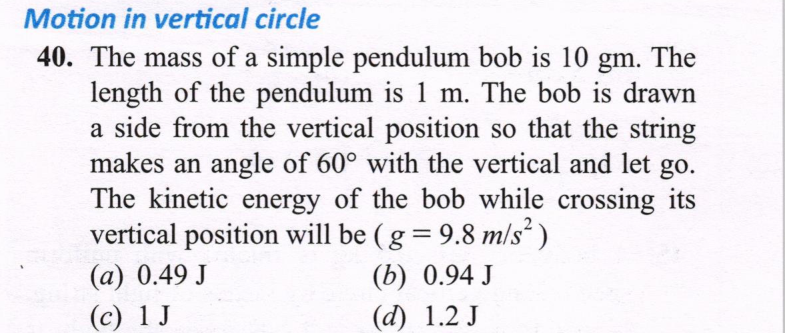 Motion in vertical circle
40. The mass of a simple pendulum bob is 10 gm. The
length of the pendulum is 1 m. The bob is drawn
a side from the vertical position so that the string
makes an angle of 60° with the vertical and let go.
The kinetic energy of the bob while crossing its
vertical position will be ( g = 9.8 m/s² )
(a) 0.49 J (b) 0.94 J
(c) 1 J (d) 1.2 J